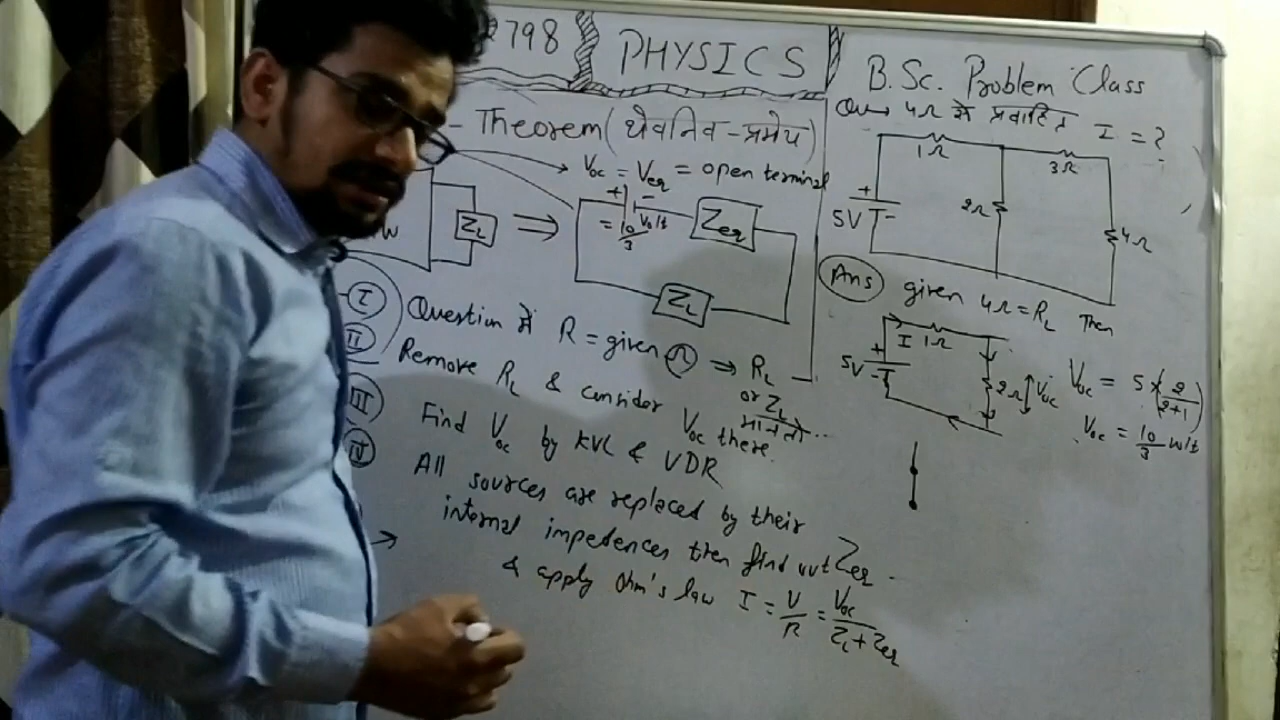 798
PHYSICS
B.Sc. Problem Class
- Theorem (थेवनिव - प्रमेय)
Voc = Veq = open terminal
+ -
= 10/3 Volt
Zeq
ZL
ZL
I Question में R = given Ω ⇒ RL
or ZL
II Remove RL & consider Voc there.
III Find Voc by KVL & VDR
IV All sources are replaced by their
internal impedences then find out Zeq.
& apply Ohm's law I = V/R = Voc/ZL+Zeq
4Ω में प्रवाहित I = ?
1Ω
3Ω
+
5V -
2Ω
4Ω
Ans given 4Ω = RL Then
I 1Ω
+
5V -
2Ω Voc
Voc = 5×(2/2+1)
Voc = 10/3 volt